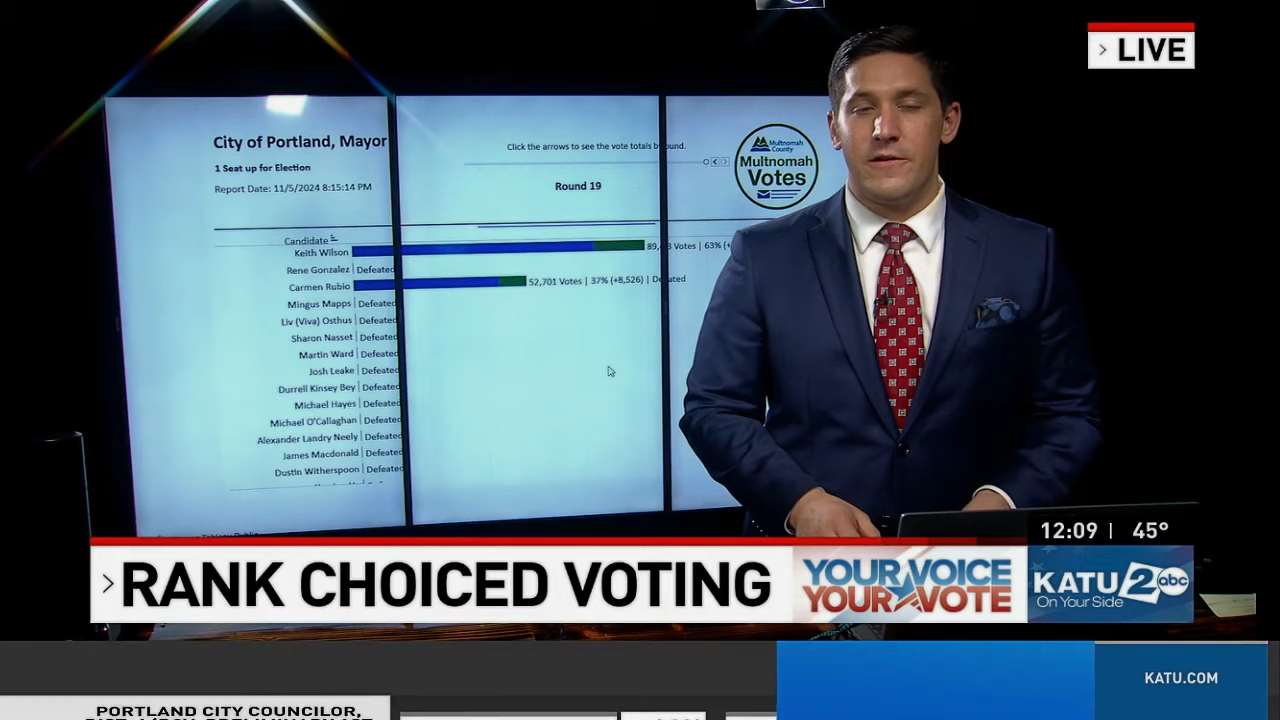 LIVE
City of Portland, Mayor
1 Seat up for Election
Report Date: 11/5/2024 8:15:14 PM
Click the arrows to see the vote totals by round.
Round 19
Multnomah
County
Multnomah
Votes
Candidate
Keith Wilson 89, 3 Votes | 63% (+
Rene Gonzalez Defeated
Carmen Rubio 52,701 Votes | 37% (+8,526) | De ated
Mingus Mapps Defeated
Liv (Viva) Osthus Defeated
Sharon Nasset Defeated
Martin Ward Defeated
Josh Leake Defeated
Durrell Kinsey Bey Defeated
Michael Hayes Defeated
Michael O'Callaghan Defeated
Alexander Landry Neely Defeated
James Macdonald Defeated
Dustin Witherspoon Defeated
12:09 | 45°
RANK CHOICED VOTING
YOUR VOICE
YOUR VOTE
KATU 2 abc
On Your Side
KATU.COM
PORTLAND CITY COUNCILOR,